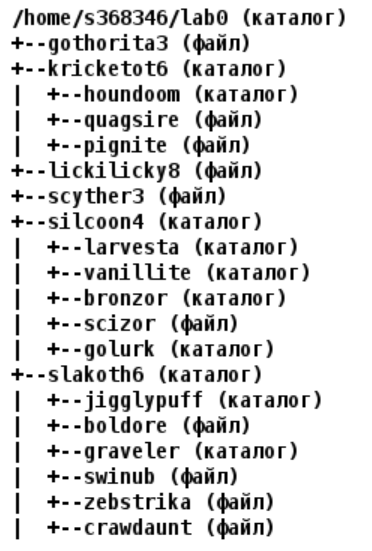 /home/s368346/lab0 (каталог)
+--gothorita3 (файл)
+--kricketot6 (каталог)
|  +--houndoom (каталог)
|  +--quagsire (файл)
|  +--pignite (файл)
+--lickilicky8 (файл)
+--scyther3 (файл)
+--silcoon4 (каталог)
|  +--larvesta (каталог)
|  +--vanillite (каталог)
|  +--bronzor (каталог)
|  +--scizor (файл)
|  +--golurk (каталог)
+--slakoth6 (каталог)
|  +--jigglypuff (каталог)
|  +--boldore (файл)
|  +--graveler (каталог)
|  +--swinub (файл)
|  +--zebstrika (файл)
|  +--crawdaunt (файл)